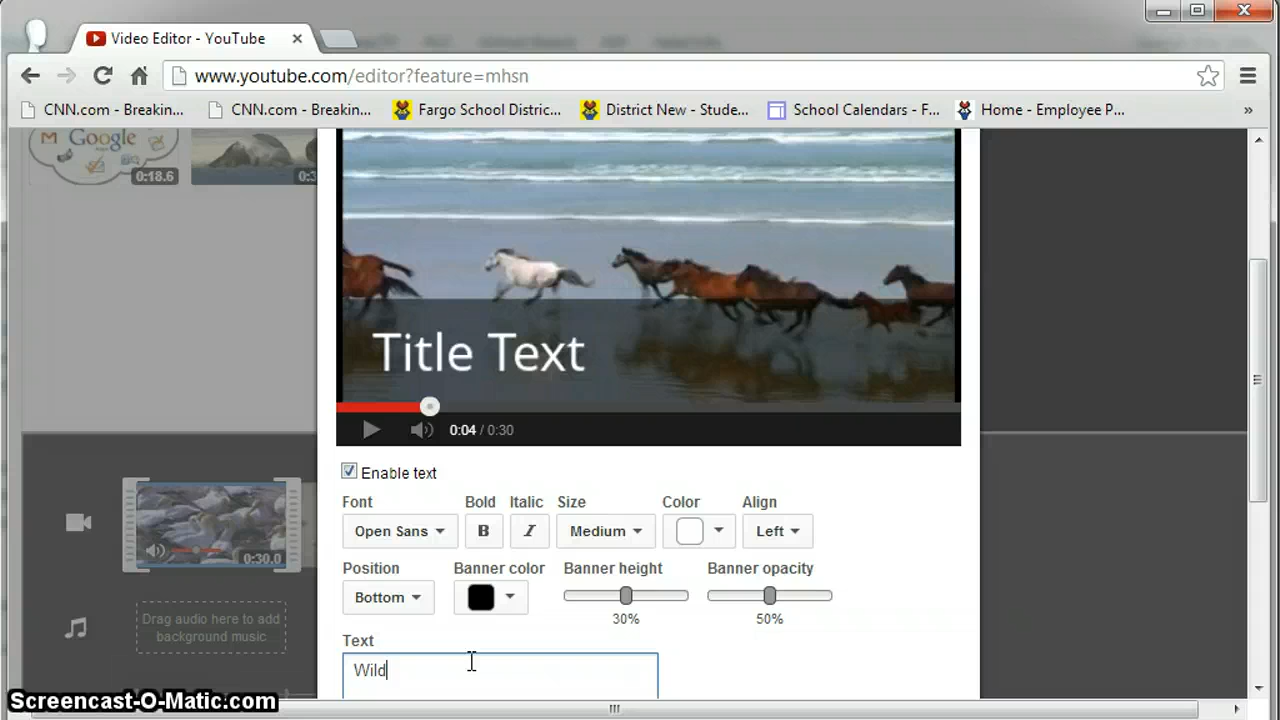 Video Editor - YouTube
www.youtube.com/editor?feature=mhsn
CNN.com - Breakin...
CNN.com - Breakin...
Fargo School Distric...
District New - Stude...
School Calendars - F...
Home - Employee P...
»
Google
0:18.6
0:3
Title Text
0:04 / 0:30
Enable text
Font Bold Italic Size Color Align
Open Sans B I Medium Left
Position Banner color Banner height Banner opacity
Bottom
30% 50%
Text
Wild
0:30.0
Drag audio here to add
background music
Screencast-O-Matic.com